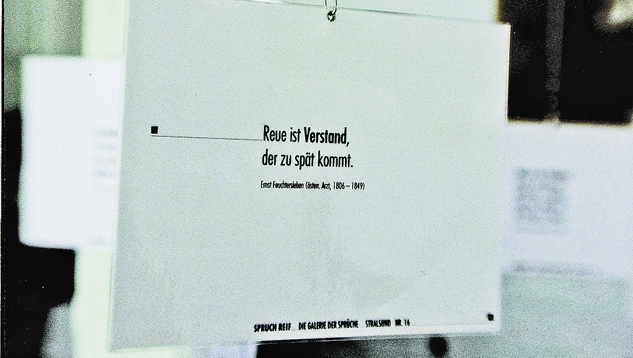 Reue ist Verstand,
der zu spät kommt.
Ernst Feuchtersleben (österr. Arzt, 1806 – 1849)
SPRUCH REIF... DIE GALERIE DER SPRÜCHE... STRALSUND NR. 16